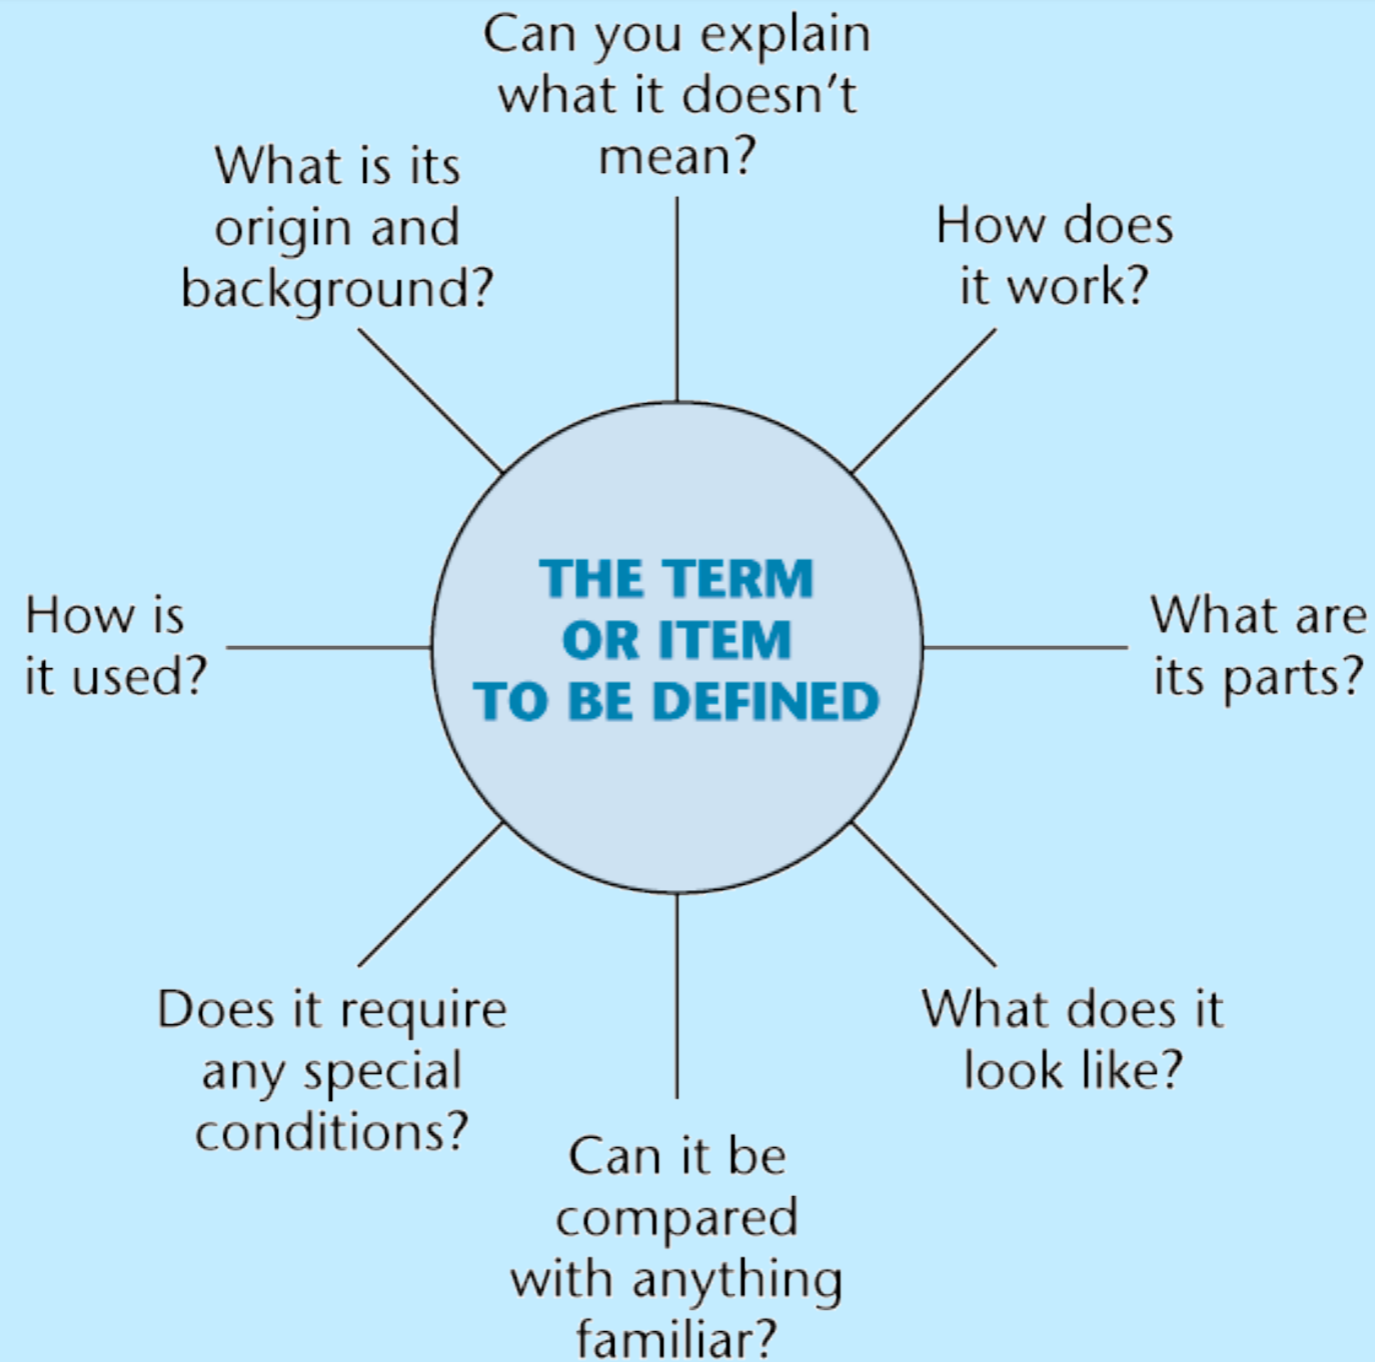 Can you explain
what it doesn't
mean?
How does
it work?
What are
its parts?
What does it
look like?
Can it be
compared
with anything
familiar?
Does it require
any special
conditions?
How is
it used?
What is its
origin and
background?
THE TERM
OR ITEM
TO BE DEFINED